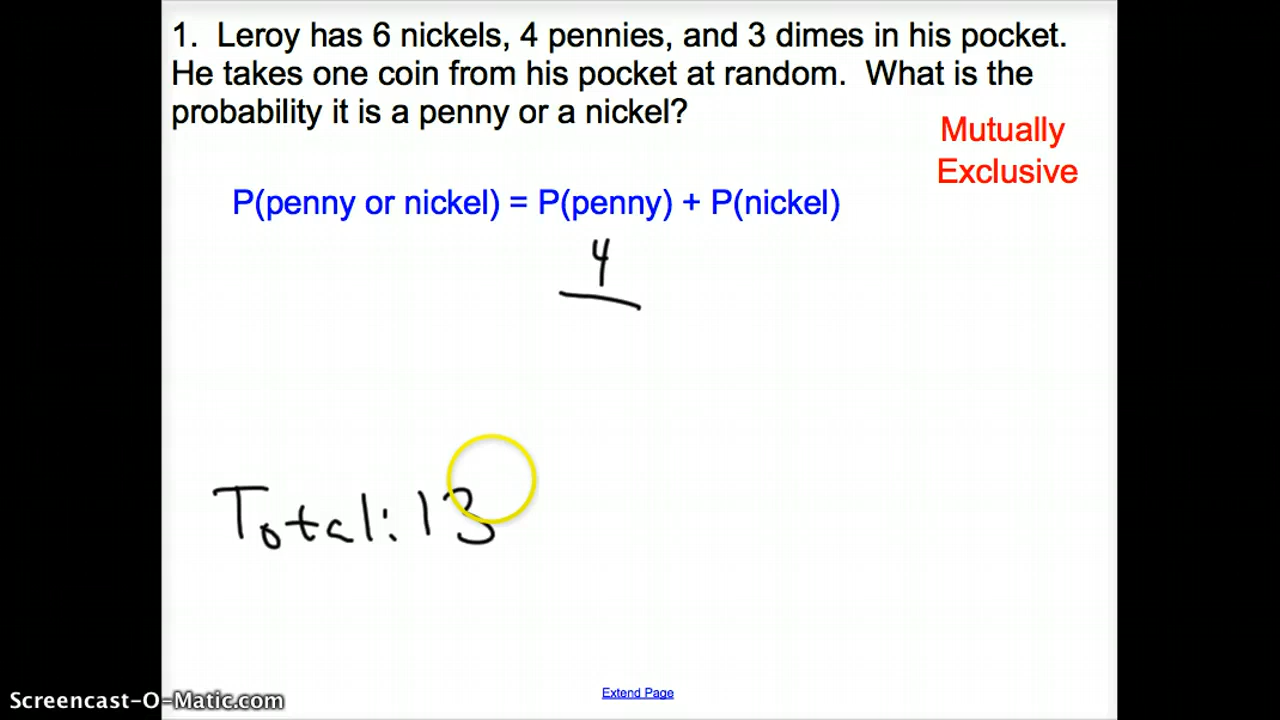 1. Leroy has 6 nickels, 4 pennies, and 3 dimes in his pocket.
He takes one coin from his pocket at random. What is the
probability it is a penny or a nickel?
Mutually
Exclusive
P(penny or nickel) = P(penny) + P(nickel)
4
Total: 13
Extend Page
Screencast-O-Matic.com